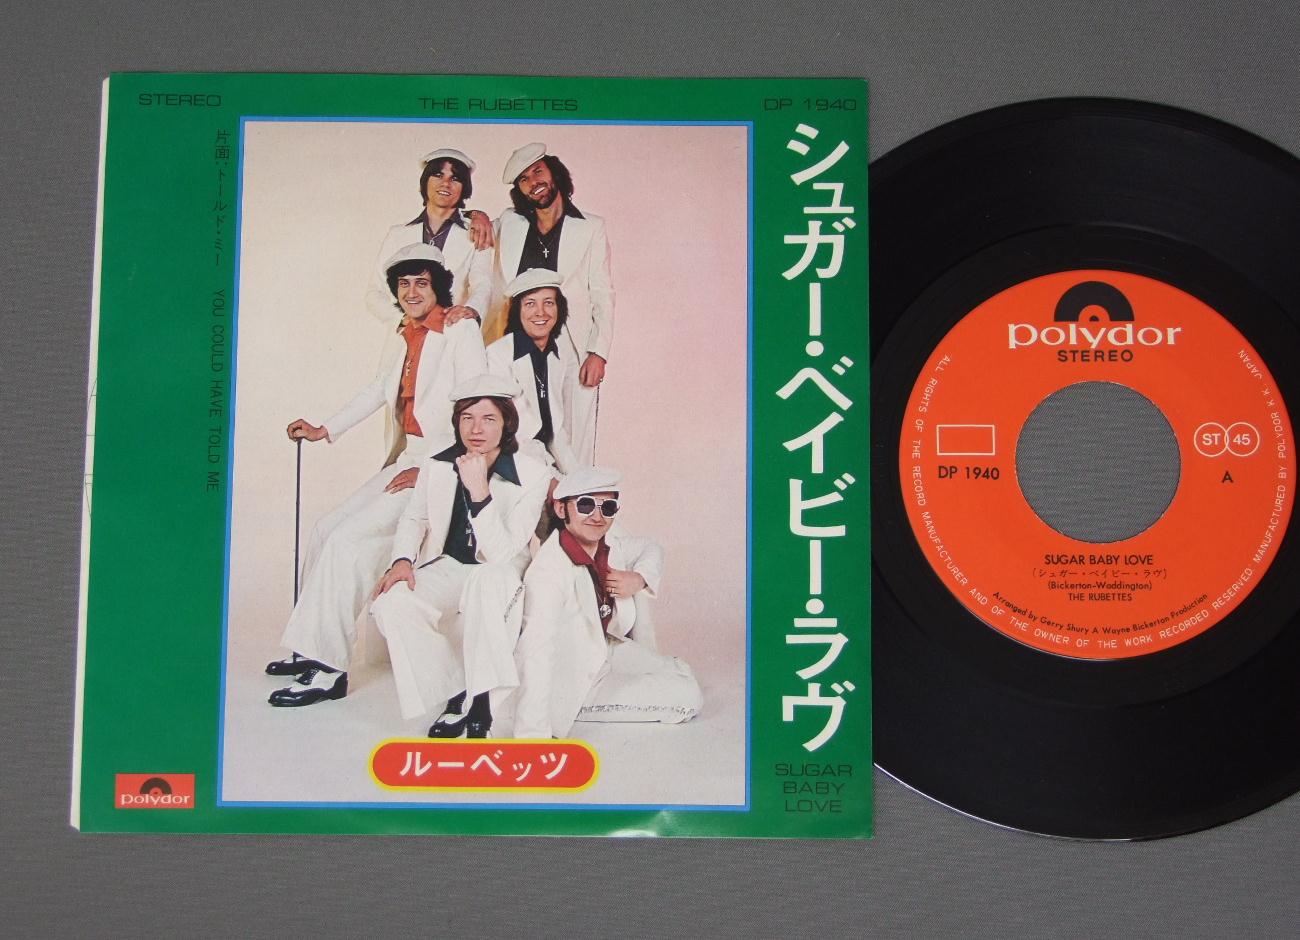 STEREO
THE RUBETTES
DP 1940
シュガー・ベイビー・ラヴ
SUGAR
BABY
LOVE
片面:トールド・ミー YOU COULD HAVE TOLD ME
ルーベッツ
polydor
polydor
STEREO
DP 1940
ST 45
A
SUGAR BABY LOVE
(シュガー・ベイビー・ラヴ)
(Bickerton-Waddington)
THE RUBETTES
Arranged by Gerry Shury A Wayne Bickerton Production
ALL RIGHTS OF THE RECORD MANUFACTURER AND OF THE OWNER OF THE WORK RECORDED RESERVED. MANUFACTURED BY POLYDOR K.K. JAPAN